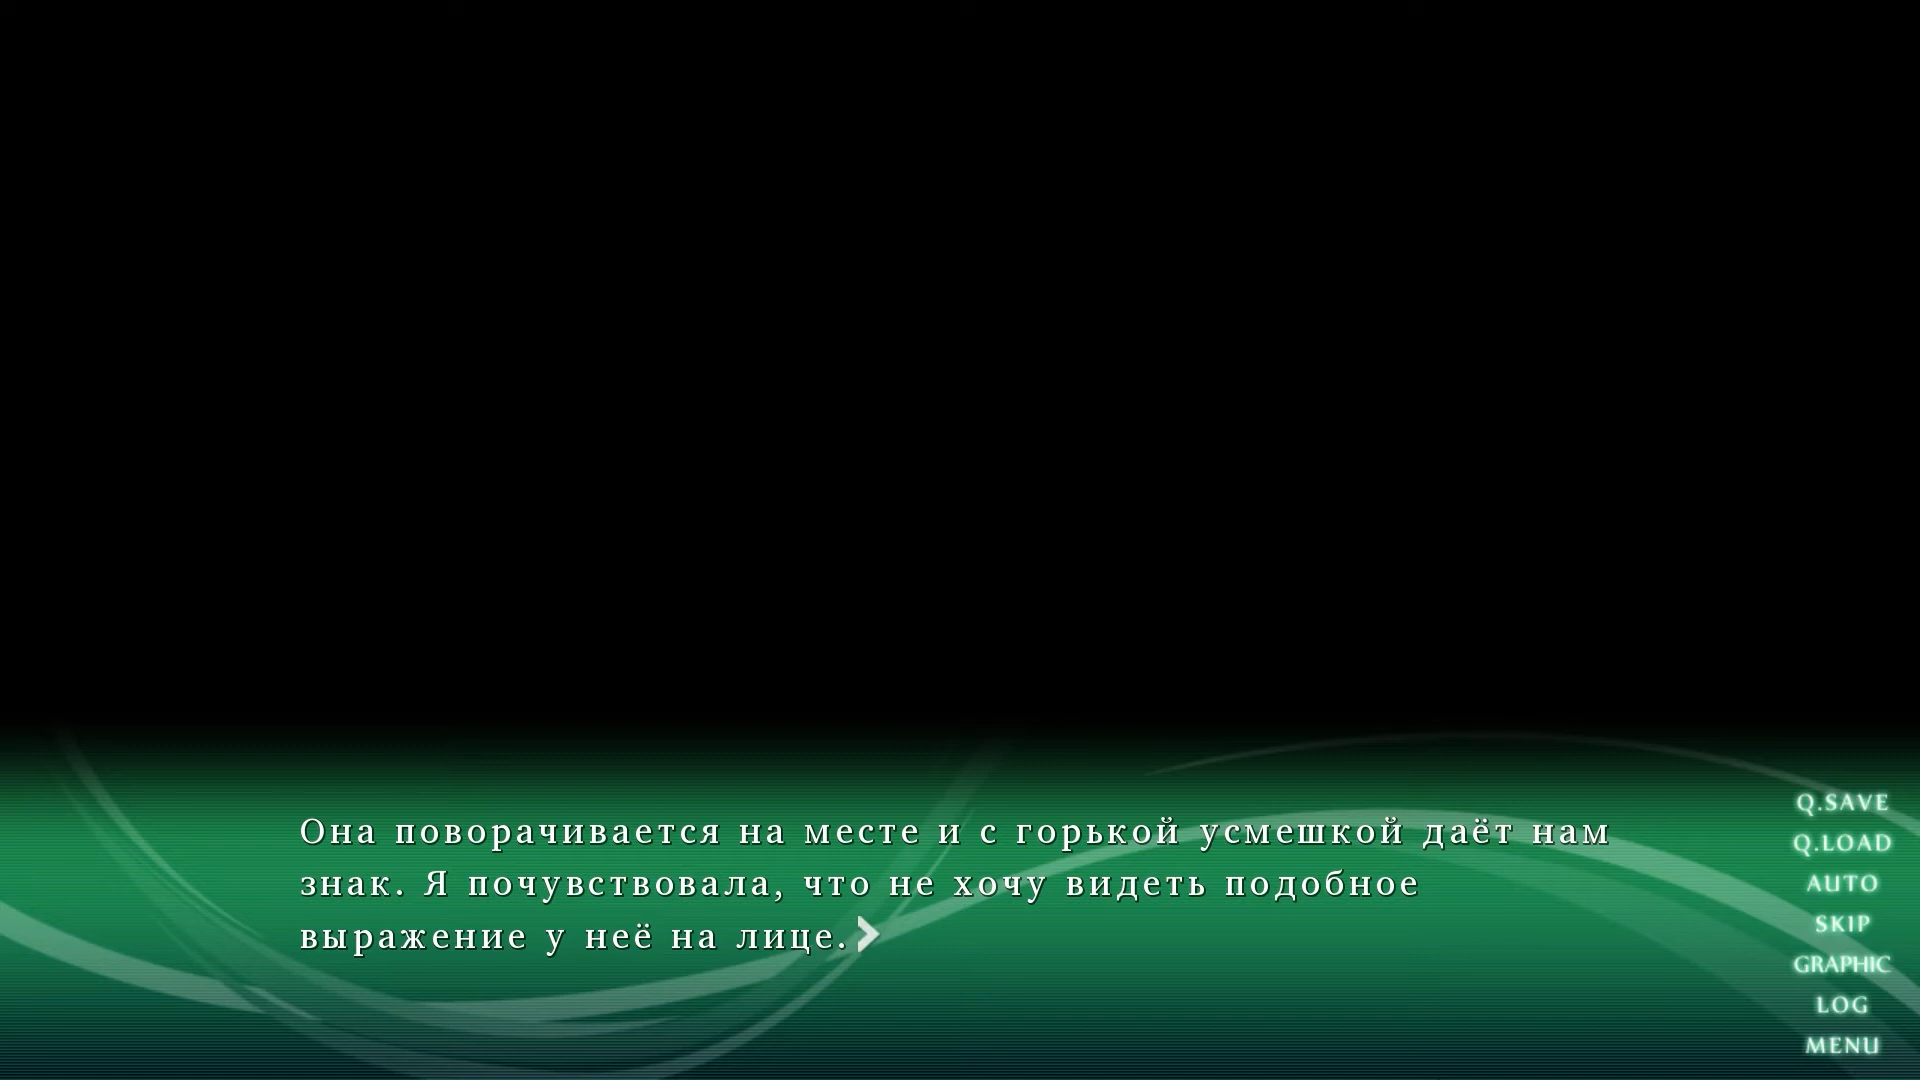 Она поворачивается на месте и с горькой усмешкой даёт нам
знак. Я почувствовала, что не хочу видеть подобное
выражение у неё на лице.
Q.SAVE
Q.LOAD
AUTO
SKIP
GRAPHIC
LOG
MENU